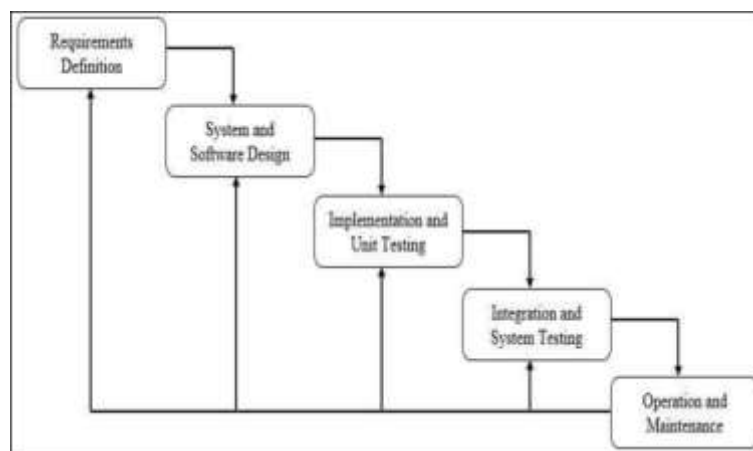 Requirements
Definition
System and
Software Design
Implementation and
Unit Testing
Integration and
System Testing
Operation and
Maintenance